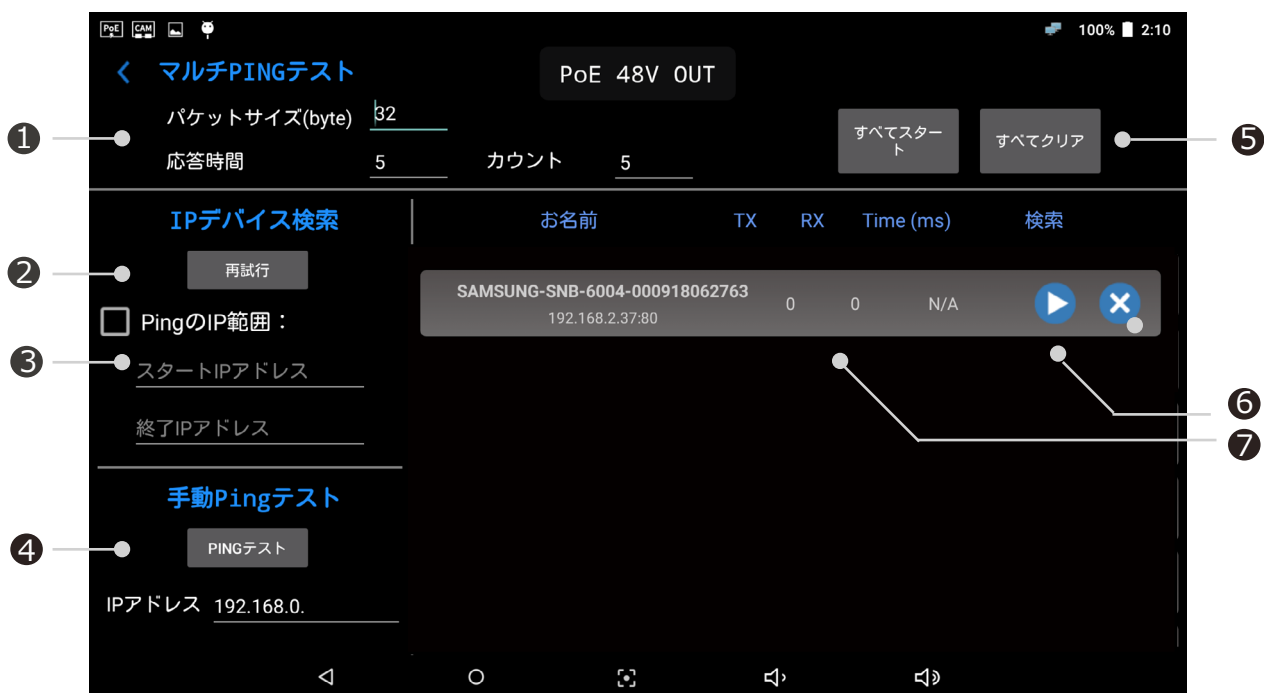 PoE CAM 100% 2:10
マルチPINGテスト
PoE 48V OUT
❶
パケットサイズ(byte) 32
応答時間 5 カウント 5
すべてスタート
すべてクリア
❺
IPデバイス検索
❷
再試行
PingのIP範囲：
❸
スタートIPアドレス
終了IPアドレス
手動Pingテスト
❹
PINGテスト
IPアドレス 192.168.0.
お名前 TX RX Time (ms) 検索
SAMSUNG-SNB-6004-000918062763
192.168.2.37:80
0 0 N/A
❻
❼